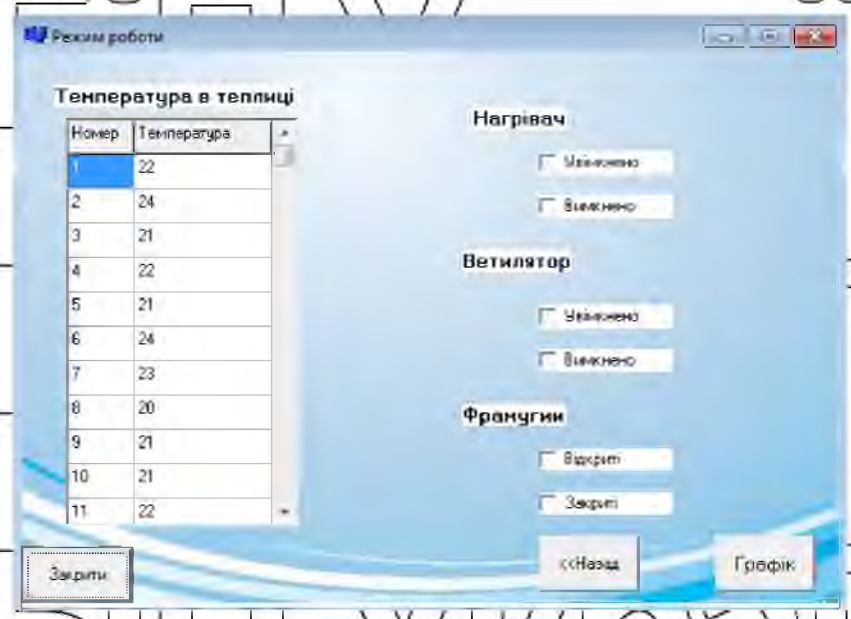 Режим роботи
Температура в теплиці
Номер Температура
1 22
2 24
3 21
4 22
5 21
6 24
7 23
8 20
9 21
10 21
11 22
Нагрівач
Увімкнено
Вимкнено
Ветилятор
Увімкнено
Вимкнено
Фрамугии
Відкриті
Закриті
Закрити
<<Назад
Графік